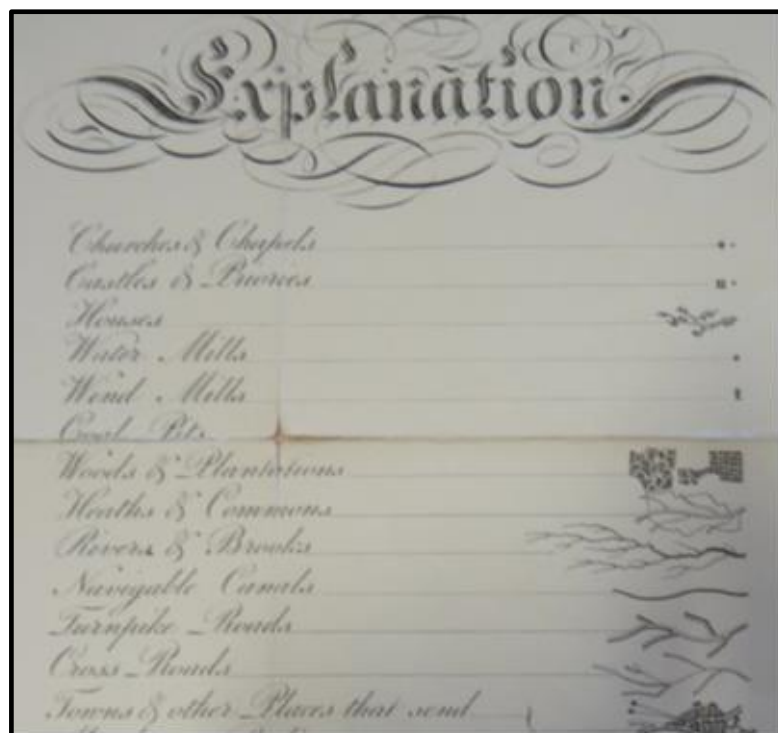 Explanation.
Churches & Chapels
Castles & Priories
Houses
Water Mills
Wind Mills
Coal Pits
Woods & Plantations
Heaths & Commons
Rivers & Brooks
Navigable Canals
Turnpike Roads
Cross Roads
Towns & other Places that send